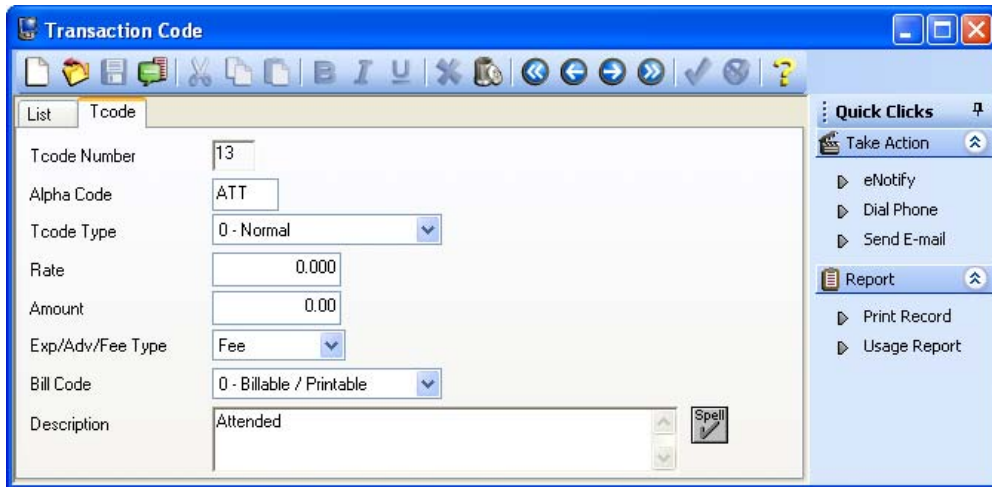 Transaction Code
B I U ?
List Tcode
Tcode Number 13
Alpha Code ATT
Tcode Type 0 - Normal
Rate 0.000
Amount 0.00
Exp/Adv/Fee Type Fee
Bill Code 0 - Billable / Printable
Description Attended Spell
Quick Clicks
Take Action
eNotify
Dial Phone
Send E-mail
Report
Print Record
Usage Report